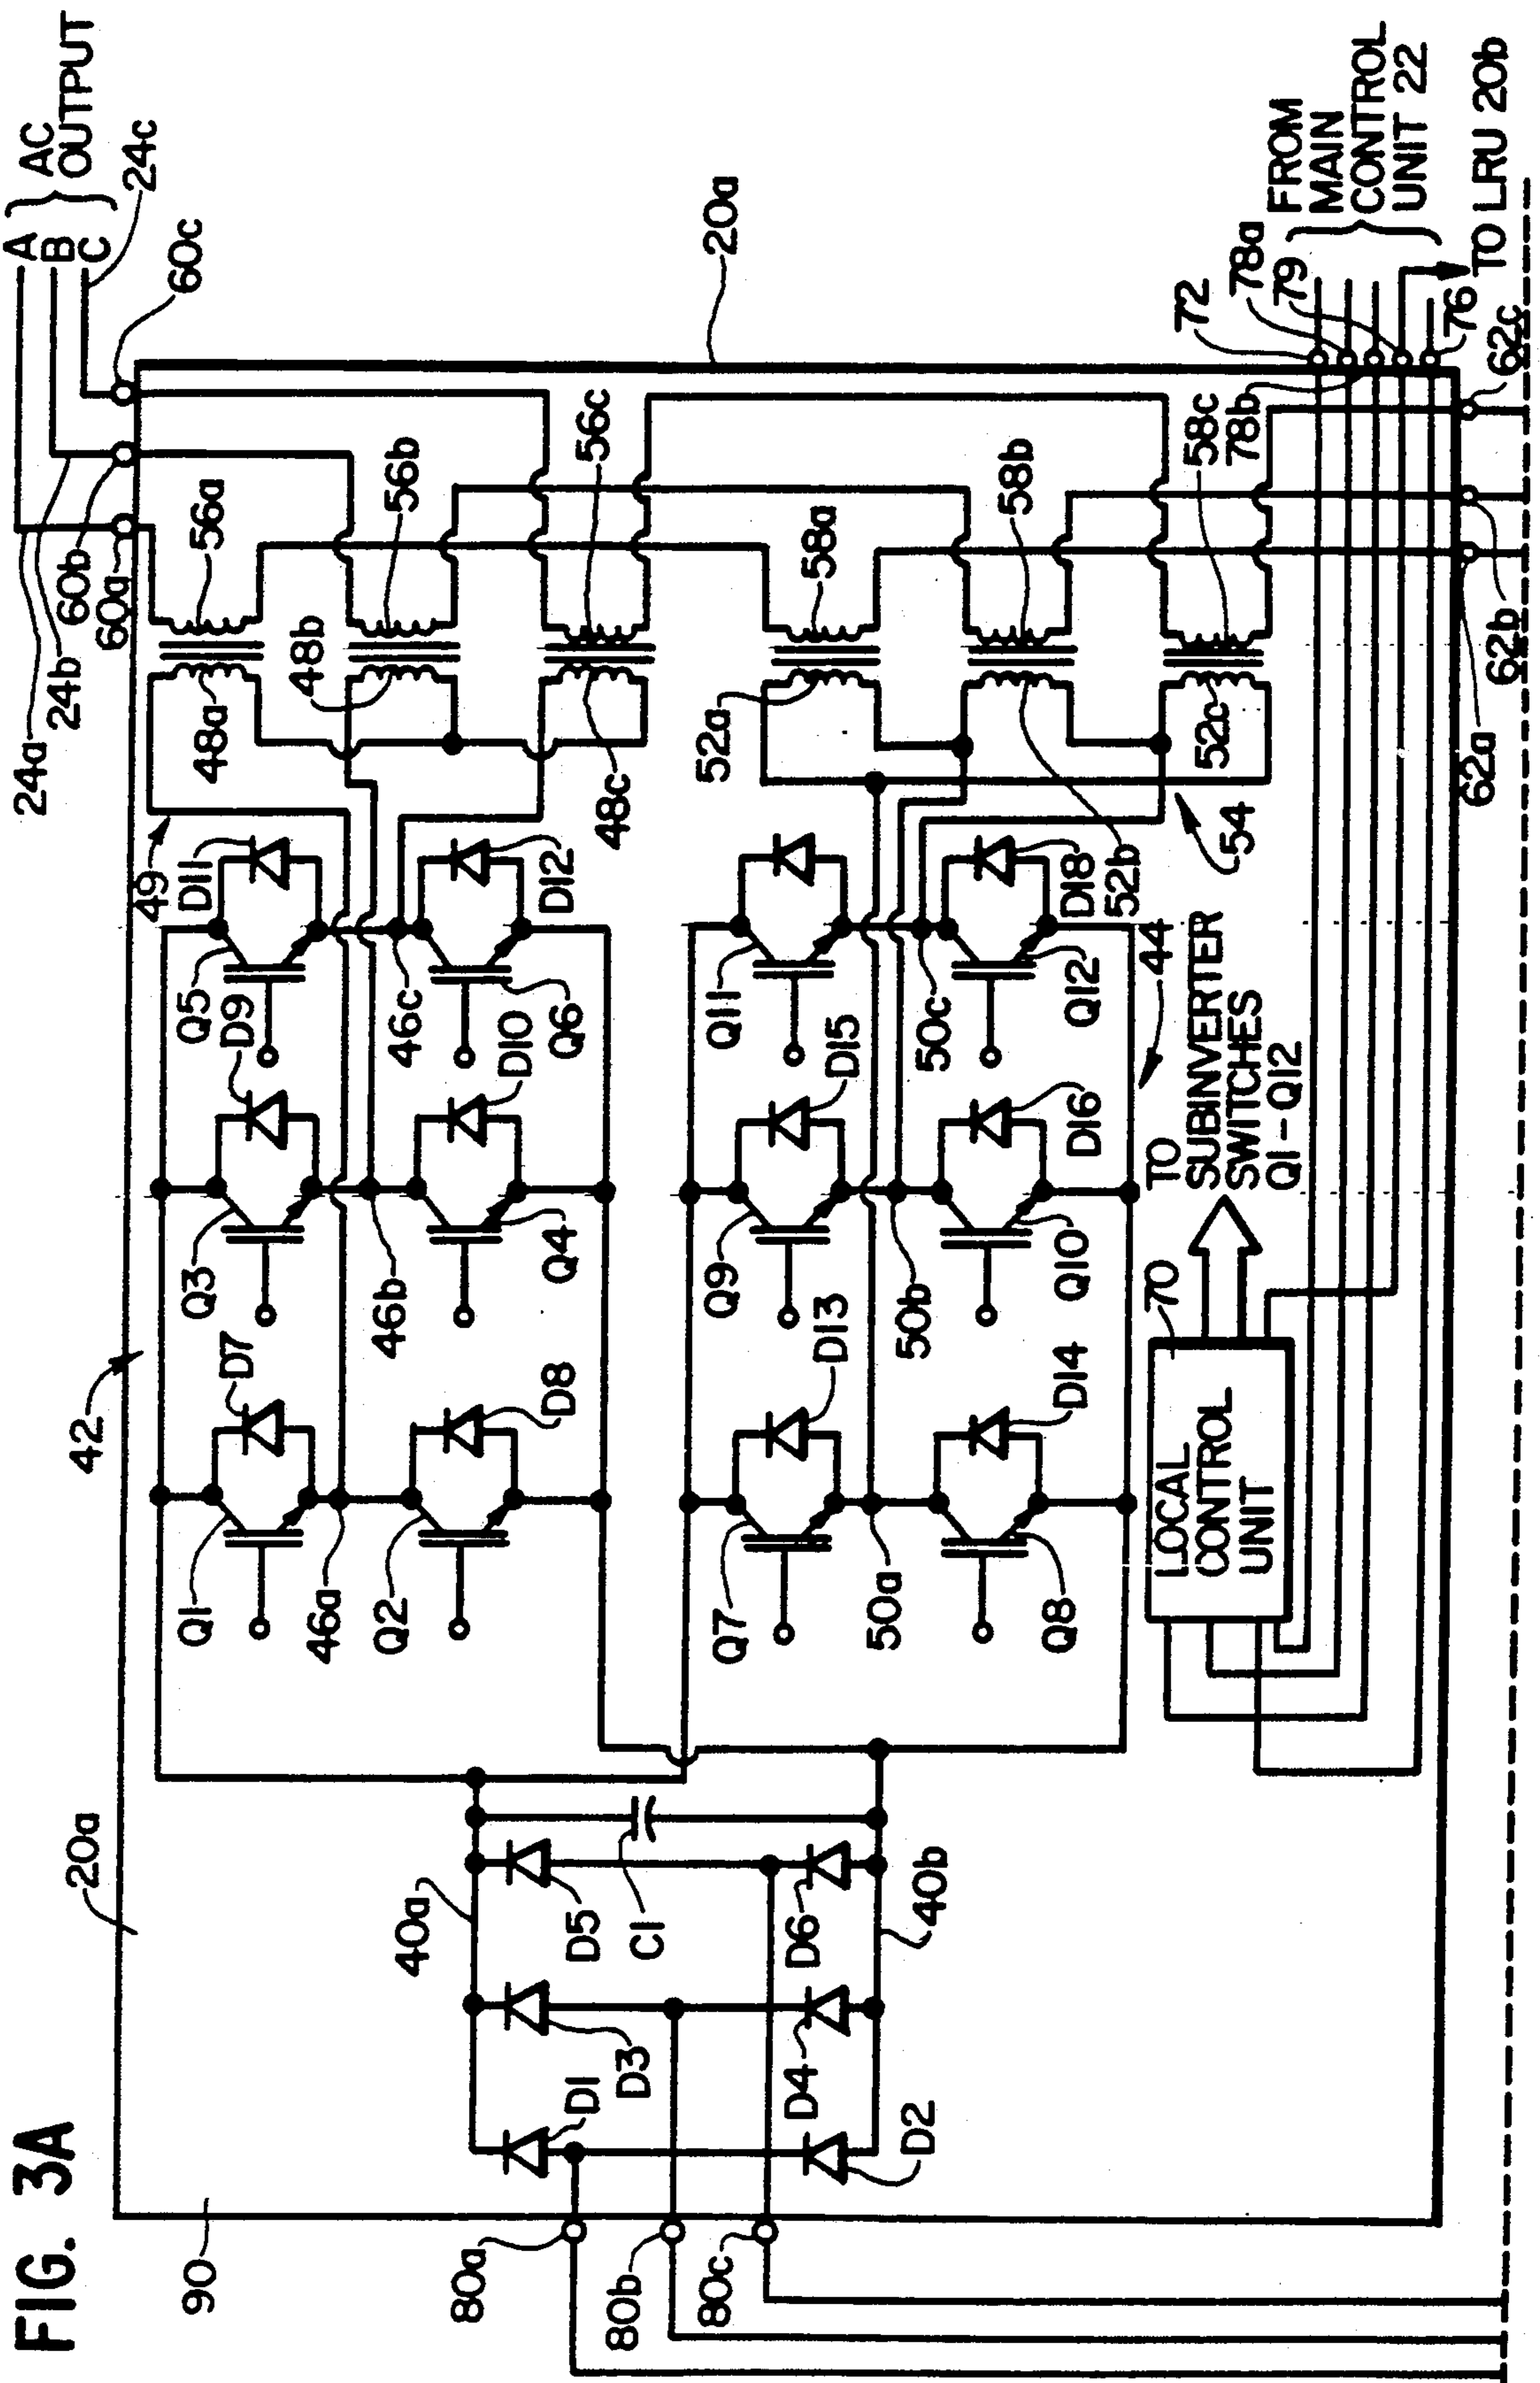 FIG. 3A
90
20a
42
49
24a
24b
60b
60a
24c
60c
A
B
C
AC
OUTPUT
80a
80b
80c
40a
D1
D3
D5
C1
D2
D4
D6
40b
Q1
D7
Q3
D9
Q5
D11
46a
46b
46c
Q2
D8
Q4
D10
Q6
D12
48a
48b
48c
56a
56b
56c
20a
Q7
D13
Q9
D15
Q11
50a
50b
50c
Q8
D14
Q10
D16
Q12
D18
52b
52a
52c
54
58a
58b
58c
44
LOCAL
CONTROL
UNIT
70
TO
SUBINVERTER
SWITCHES
Q1-Q12
72
78a
79
78b
76
FROM
MAIN
CONTROL
UNIT 22
TO LRU 20b
62a
62b
62c